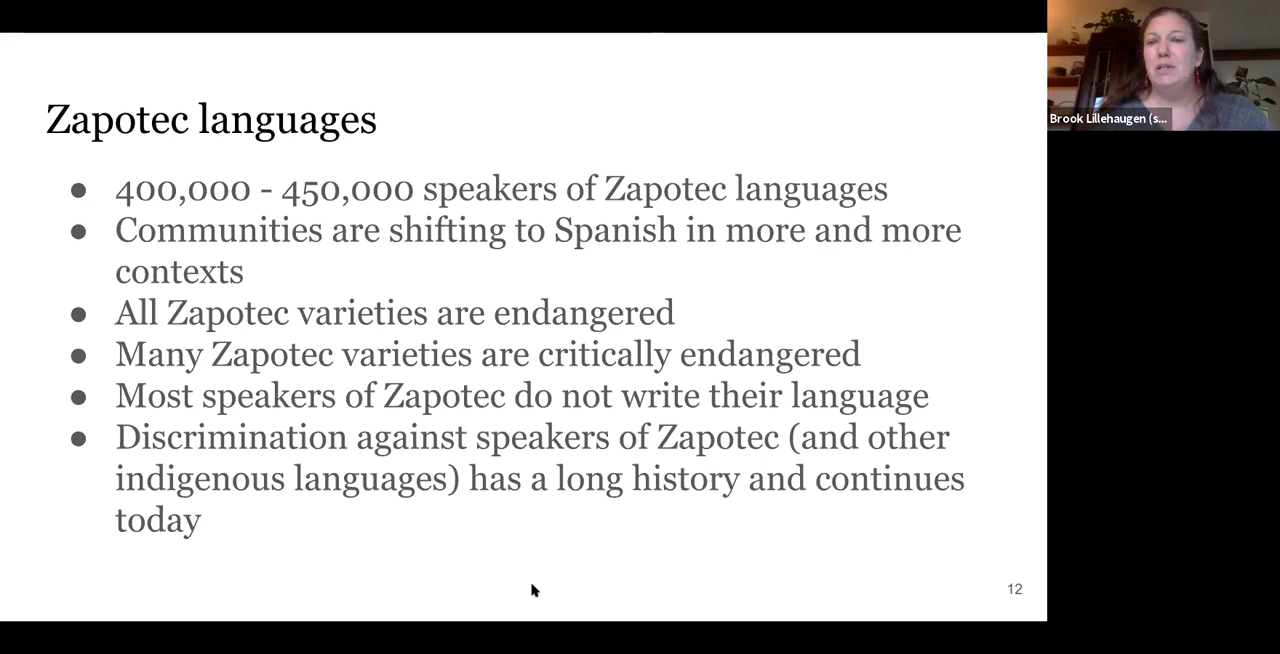 Zapotec languages
● 400,000 - 450,000 speakers of Zapotec languages
● Communities are shifting to Spanish in more and more
contexts
● All Zapotec varieties are endangered
● Many Zapotec varieties are critically endangered
● Most speakers of Zapotec do not write their language
● Discrimination against speakers of Zapotec (and other
indigenous languages) has a long history and continues
today
12
Brook Lillehaugen (s...